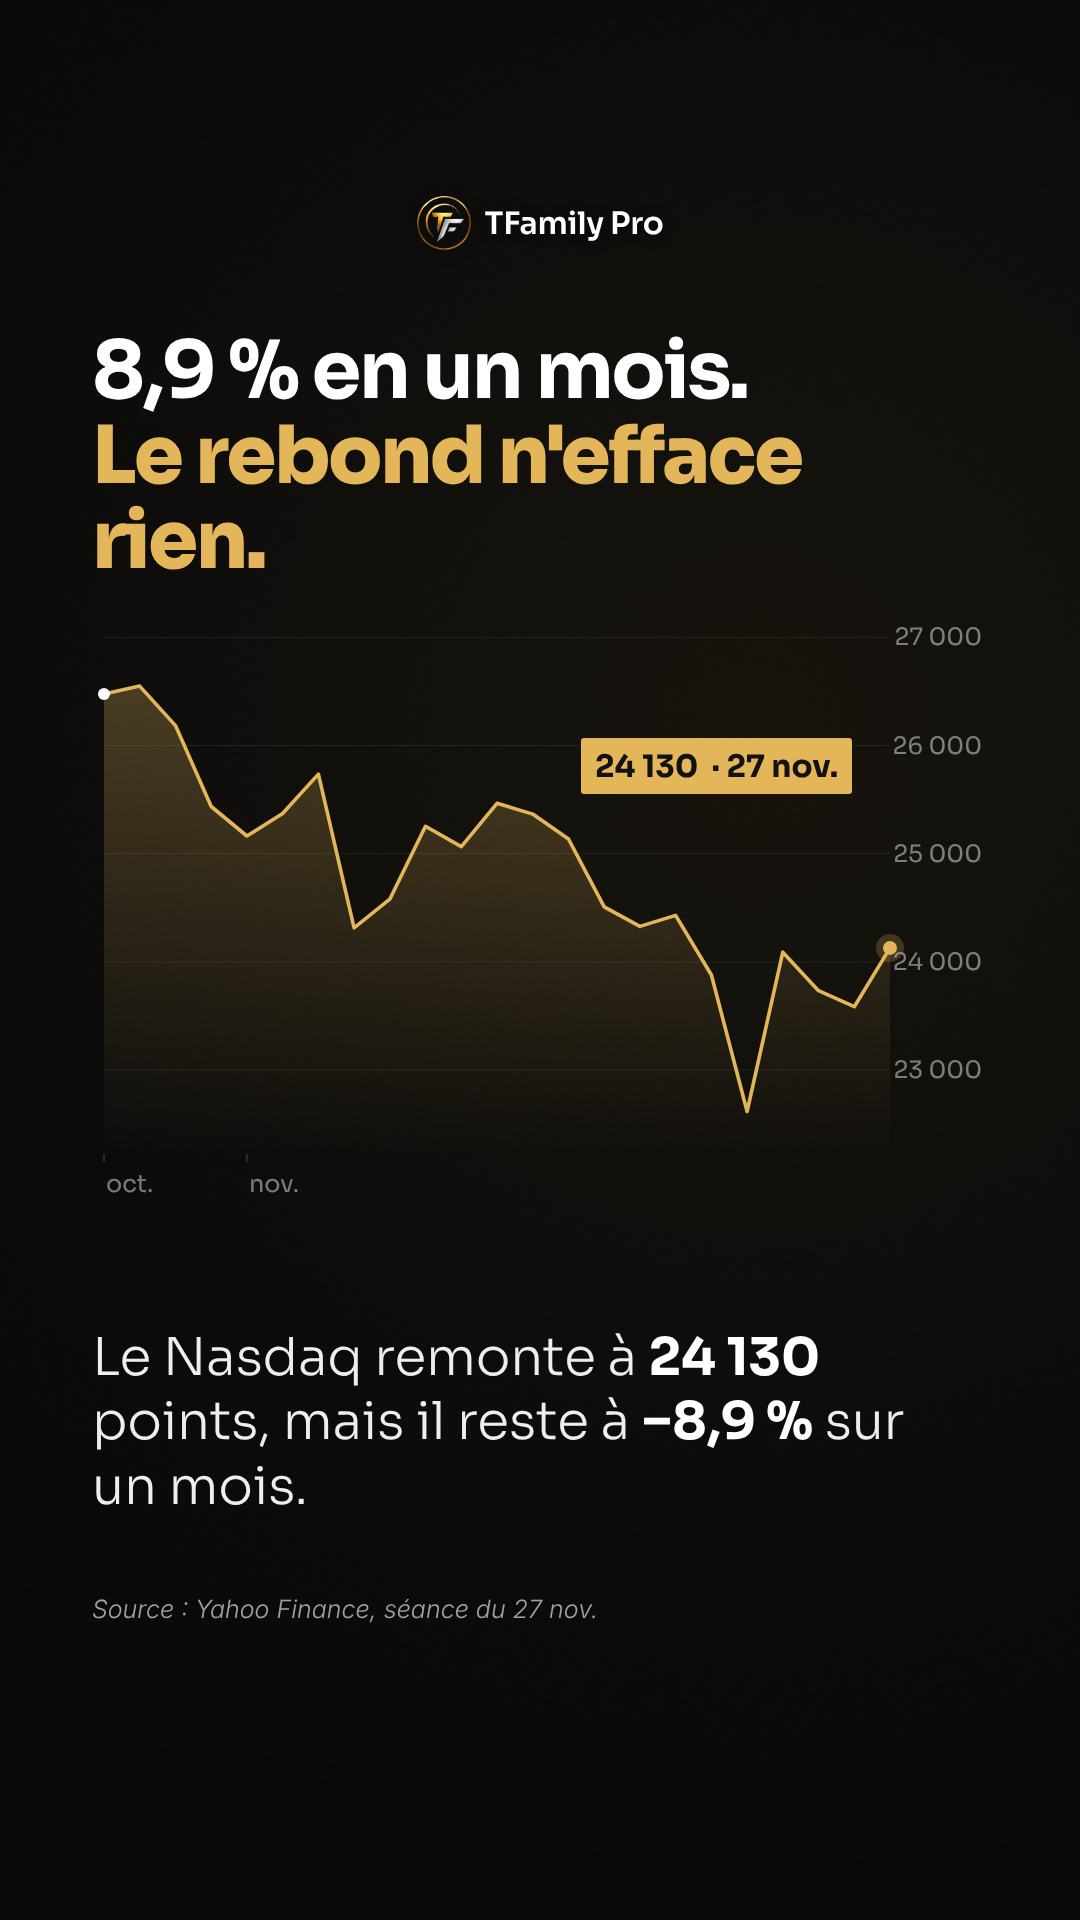 TF TFamily Pro
8,9 % en un mois.
Le rebond n'efface
rien.
27 000
26 000
24 130 · 27 nov.
25 000
24 000
23 000
oct. nov.
Le Nasdaq remonte à 24 130
points, mais il reste à −8,9 % sur
un mois.
Source : Yahoo Finance, séance du 27 nov.